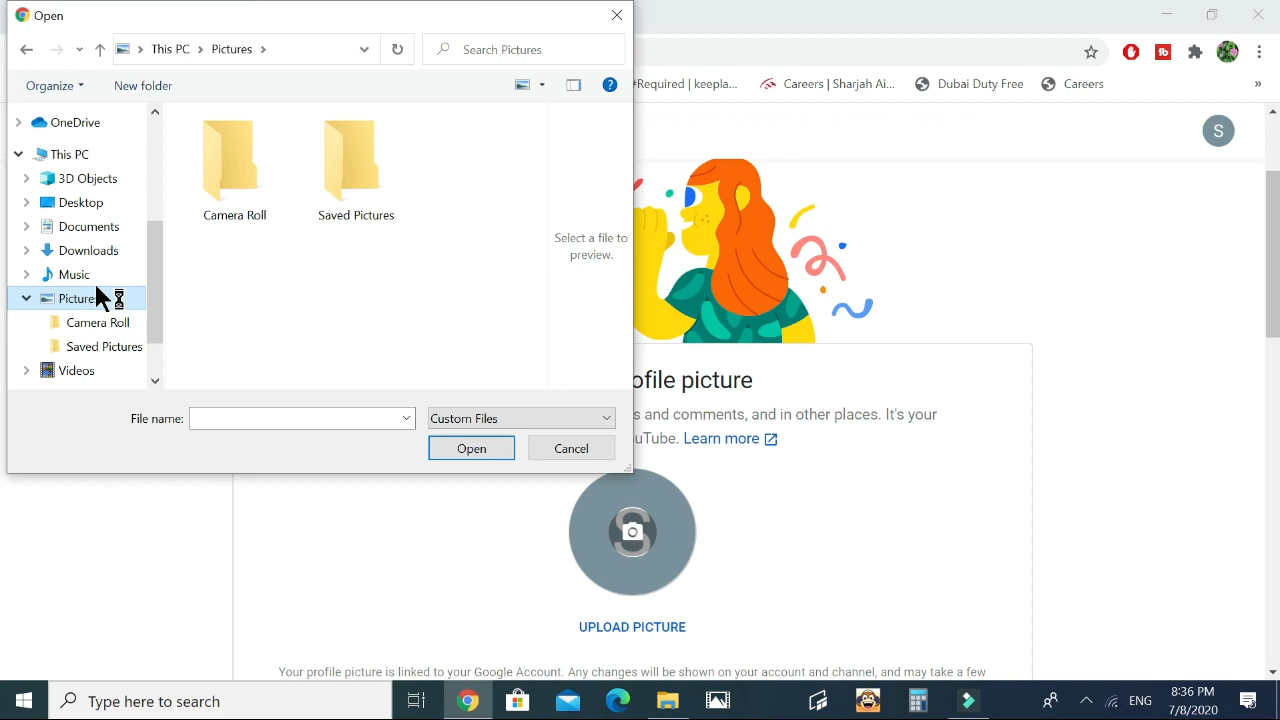 Open
This PC
Pictures
Search Pictures
Organize
New folder
OneDrive
This PC
3D Objects
Desktop
Documents
Downloads
Music
Camera Roll
Saved Pictures
Videos
Camera Roll
Saved Pictures
Select a file to
preview.
File name:
Custom Files
Open
Cancel
Required | keepla...
Careers | Sharjah Ai...
Dubai Duty Free
Careers
»
fb
S
ofile picture
s and comments, and in other places. It's your
uTube. Learn more
S
UPLOAD PICTURE
Your profile picture is linked to your Google Account. Any changes will be shown on your account and channel, and may take a few
Type here to search
ENG
8:36 PM
7/8/2020